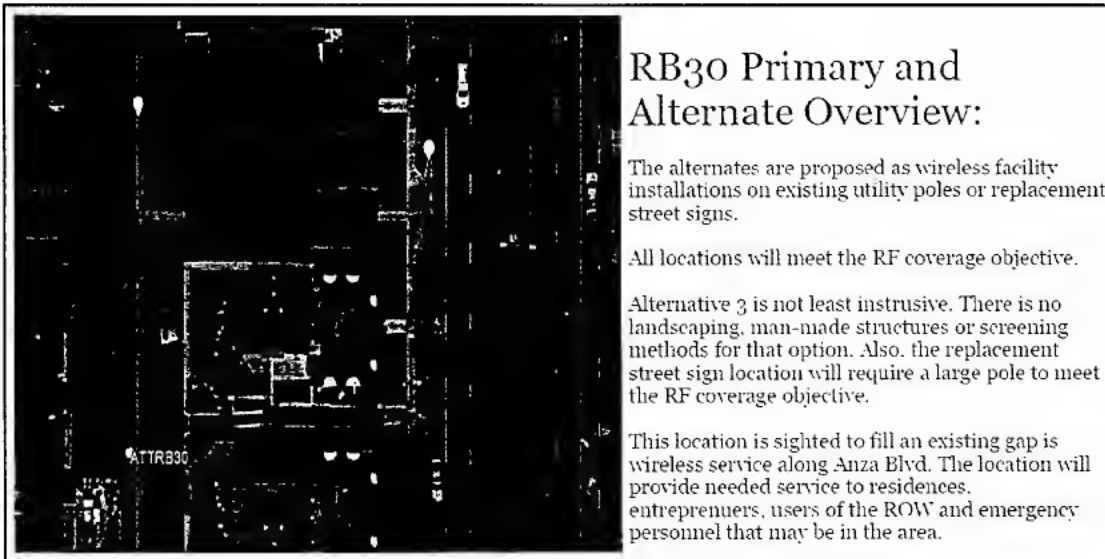 RB30 Primary and
Alternate Overview:
The alternates are proposed as wireless facility
installations on existing utility poles or replacement
street signs.
All locations will meet the RF coverage objective.
Alternative 3 is not least instrusive. There is no
landscaping, man-made structures or screening
methods for that option. Also, the replacement
street sign location will require a large pole to meet
the RF coverage objective.
This location is sighted to fill an existing gap is
wireless service along Anza Blvd. The location will
provide needed service to residences,
entreprenuers, users of the ROW and emergency
personnel that may be in the area.
ATTRB30